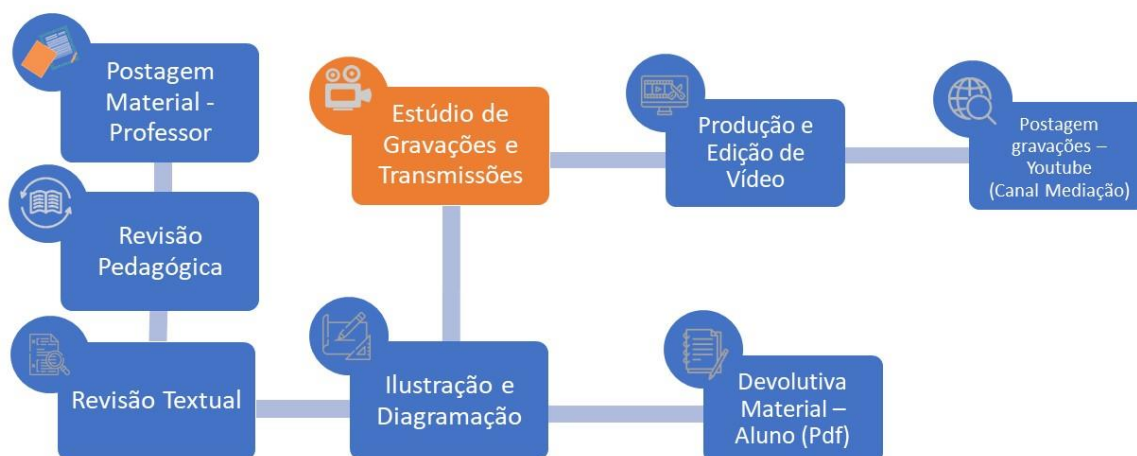 Postagem
Material -
Professor
Revisão
Pedagógica
Revisão Textual
Ilustração e
Diagramação
Estúdio de
Gravações e
Transmissões
Produção e
Edição de
Vídeo
Postagem
gravações –
Youtube
(Canal Mediação)
Devolutiva
Material –
Aluno (Pdf)